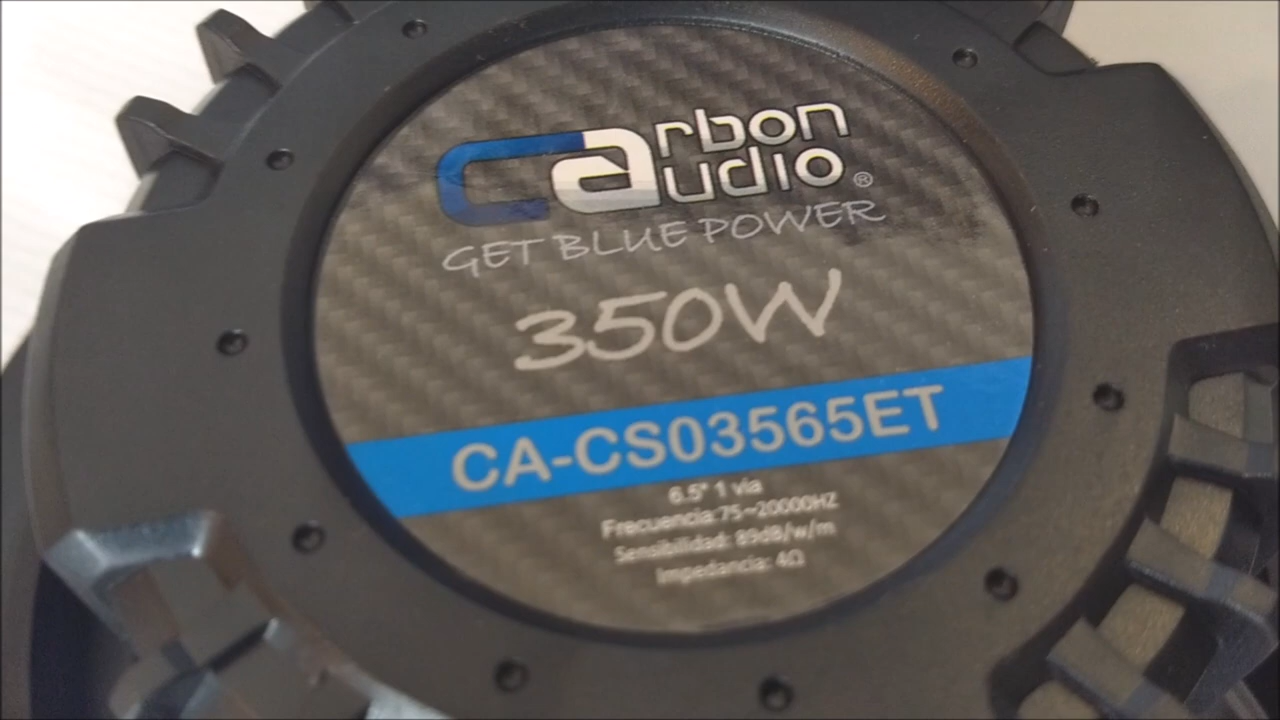 Carbon
audio ®
GET BLUE POWER
350W
CA-CS03565ET
6.5" 1 via
Frecuencia:75~20000HZ
Sensibilidad: 89dB/w/m
Impedancia: 4Ω